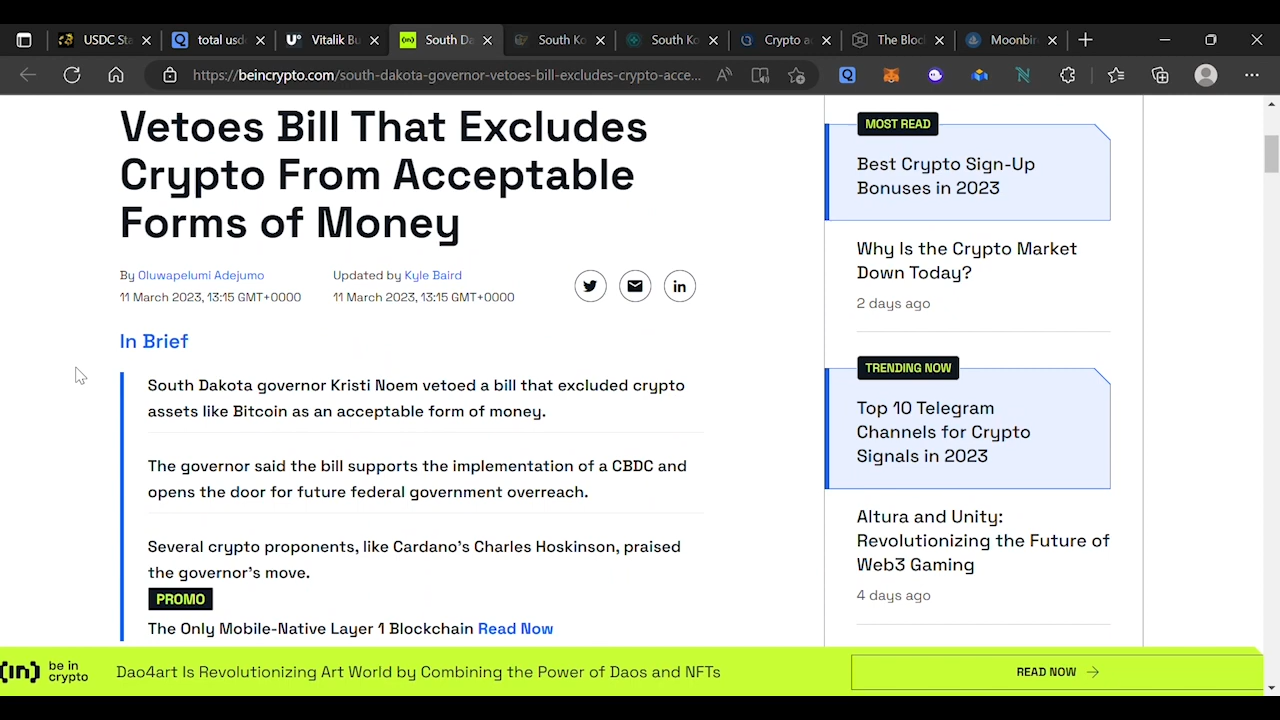 USDC Sta
total usd
Vitalik Bu
South Da
South Ko
South Ko
Crypto a
The Bloc
Moonbir
https://beincrypto.com/south-dakota-governor-vetoes-bill-excludes-crypto-acce...
Vetoes Bill That Excludes
Crypto From Acceptable
Forms of Money
By Oluwapelumi Adejumo
11 March 2023, 13:15 GMT+0000
Updated by Kyle Baird
11 March 2023, 13:15 GMT+0000
In Brief
South Dakota governor Kristi Noem vetoed a bill that excluded crypto
assets like Bitcoin as an acceptable form of money.
The governor said the bill supports the implementation of a CBDC and
opens the door for future federal government overreach.
Several crypto proponents, like Cardano's Charles Hoskinson, praised
the governor's move.
PROMO
The Only Mobile-Native Layer 1 Blockchain Read Now
MOST READ
Best Crypto Sign-Up
Bonuses in 2023
Why Is the Crypto Market
Down Today?
2 days ago
TRENDING NOW
Top 10 Telegram
Channels for Crypto
Signals in 2023
Altura and Unity:
Revolutionizing the Future of
Web3 Gaming
4 days ago
(in) be in
crypto
Dao4art Is Revolutionizing Art World by Combining the Power of Daos and NFTs
READ NOW →